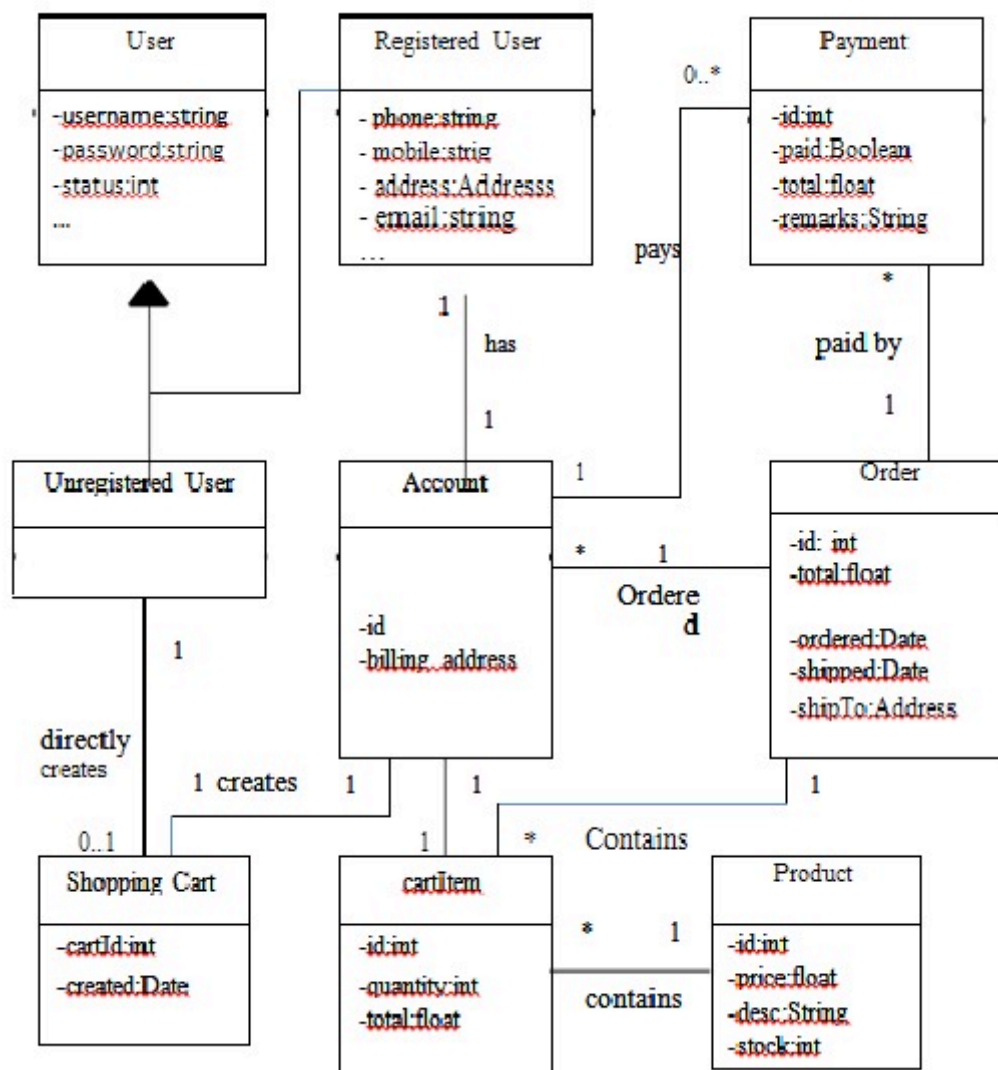 User
-username:string
-password:string
-status:int
...
Registered User
- phone:string
- mobile:strig
- address:Addresss
- email:string
...
Payment
-id:int
-paid:Boolean
-total:float
-remarks:String
0..*
pays
1
*
paid by
1
1
has
1
Unregistered User
Account
-id
-billing address
Order
-id: int
-total:float
-ordered:Date
-shipped:Date
-shipTo:Address
* 1
Ordere
d
1
directly
creates
0..1
1 creates 1
1
1
1
* Contains
Shopping Cart
-cartId:int
-created:Date
cartItem
-id:int
-quantity:int
-total:float
* 1
contains
Product
-id:int
-price:float
-desc:String
-stock:int